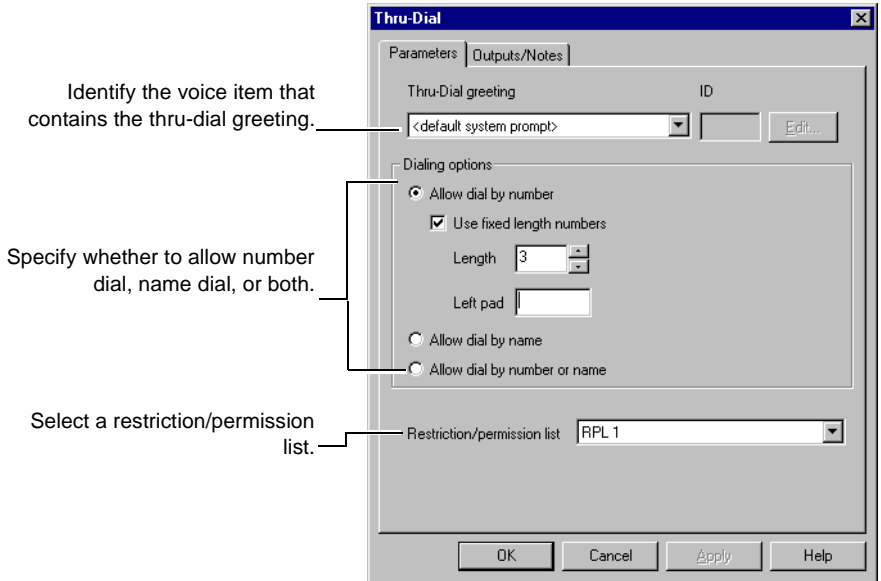 Thru-Dial
Parameters
Outputs/Notes
Identify the voice item that
contains the thru-dial greeting.
Thru-Dial greeting
ID
<default system prompt>
Edit...
Dialing options
Allow dial by number
Use fixed length numbers
Length
3
Left pad
Specify whether to allow number
dial, name dial, or both.
Allow dial by name
Allow dial by number or name
Select a restriction/permission
list.
Restriction/permission list
RPL 1
OK
Cancel
Apply
Help